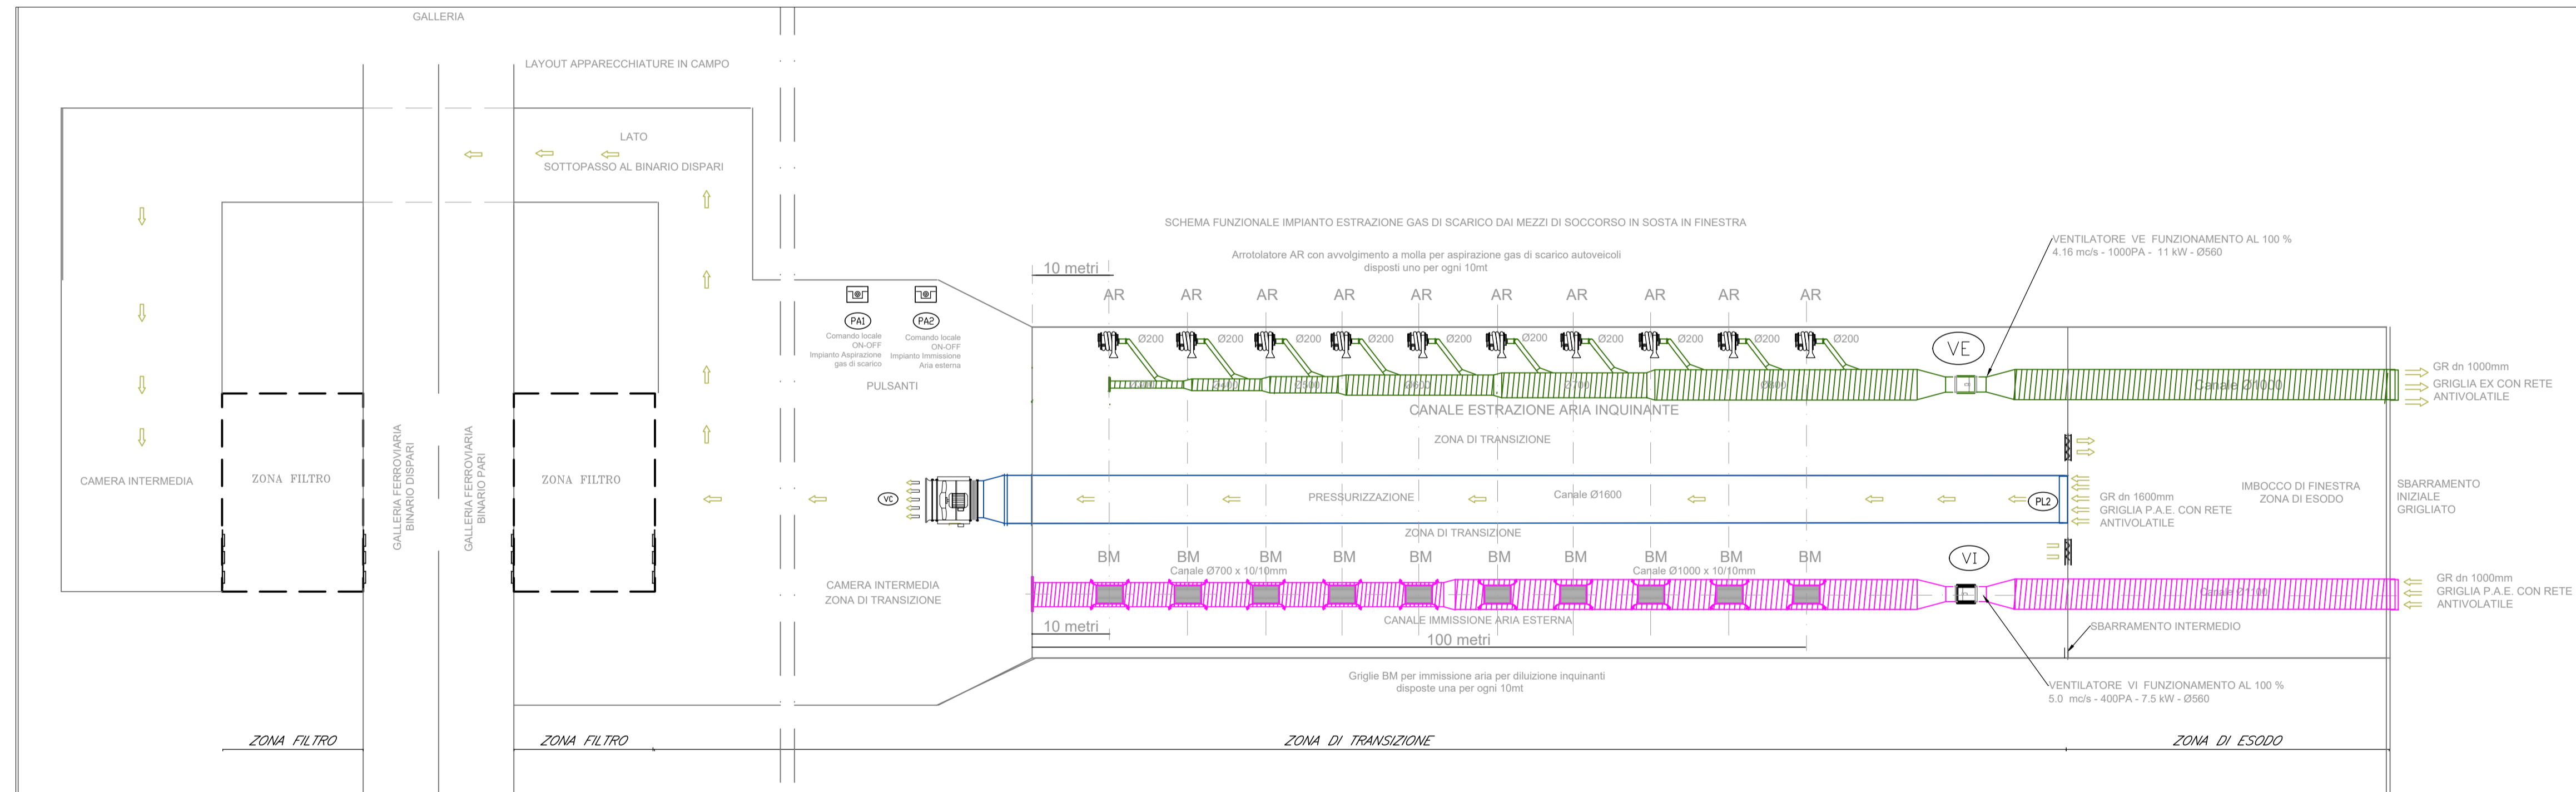 GALLERIA
LAYOUT APPARECCHIATURE IN CAMPO
LATO
SOTTOPASSO AL BINARIO DISPARI
SCHEMA FUNZIONALE IMPIANTO ESTRAZIONE GAS DI SCARICO DAI MEZZI DI SOCCORSO IN SOSTA IN FINESTRA
Arrotolatore AR con avvolgimento a molla per aspirazione gas di scarico autoveicoli
disposti uno per ogni 10mt
VENTILATORE VE FUNZIONAMENTO AL 100 %
4.16 mc/s - 1000PA - 11 kW - Ø560
10 metri
AR AR AR AR AR AR AR AR AR AR
PA1
Comando locale
ON-OFF
Impianto Aspirazione
gas di scarico
PA2
Comando locale
ON-OFF
Impianto Immissione
Aria esterna
PULSANTI
Ø200 Ø200 Ø200 Ø200 Ø200 Ø200 Ø200 Ø200 Ø200 Ø200
VE
Ø400 Ø500 Ø600 Ø700 Ø800
Canale Ø1000
GR dn 1000mm
GRIGLIA EX CON RETE
ANTIVOLATILE
CANALE ESTRAZIONE ARIA INQUINANTE
ZONA DI TRANSIZIONE
CAMERA INTERMEDIA
ZONA FILTRO
GALLERIA FERROVIARIA
BINARIO DISPARI
GALLERIA FERROVIARIA
BINARIO PARI
ZONA FILTRO
VC
PRESSURIZZAZIONE
Canale Ø1600
PL2
GR dn 1600mm
GRIGLIA P.A.E. CON RETE
ANTIVOLATILE
IMBOCCO DI FINESTRA
ZONA DI ESODO
SBARRAMENTO
INIZIALE
GRIGLIATO
ZONA DI TRANSIZIONE
BM BM BM BM BM BM BM BM BM BM
Canale Ø700 x 10/10mm
Canale Ø1000 x 10/10mm
VI
CAMERA INTERMEDIA
ZONA DI TRANSIZIONE
Canale Ø1100
GR dn 1000mm
GRIGLIA P.A.E. CON RETE
ANTIVOLATILE
CANALE IMMISSIONE ARIA ESTERNA
10 metri
100 metri
SBARRAMENTO INTERMEDIO
Griglie BM per immissione aria per diluizione inquinanti
disposte una per ogni 10mt
VENTILATORE VI FUNZIONAMENTO AL 100 %
5.0 mc/s - 400PA - 7.5 kW - Ø560
ZONA FILTRO
ZONA FILTRO
ZONA DI TRANSIZIONE
ZONA DI ESODO